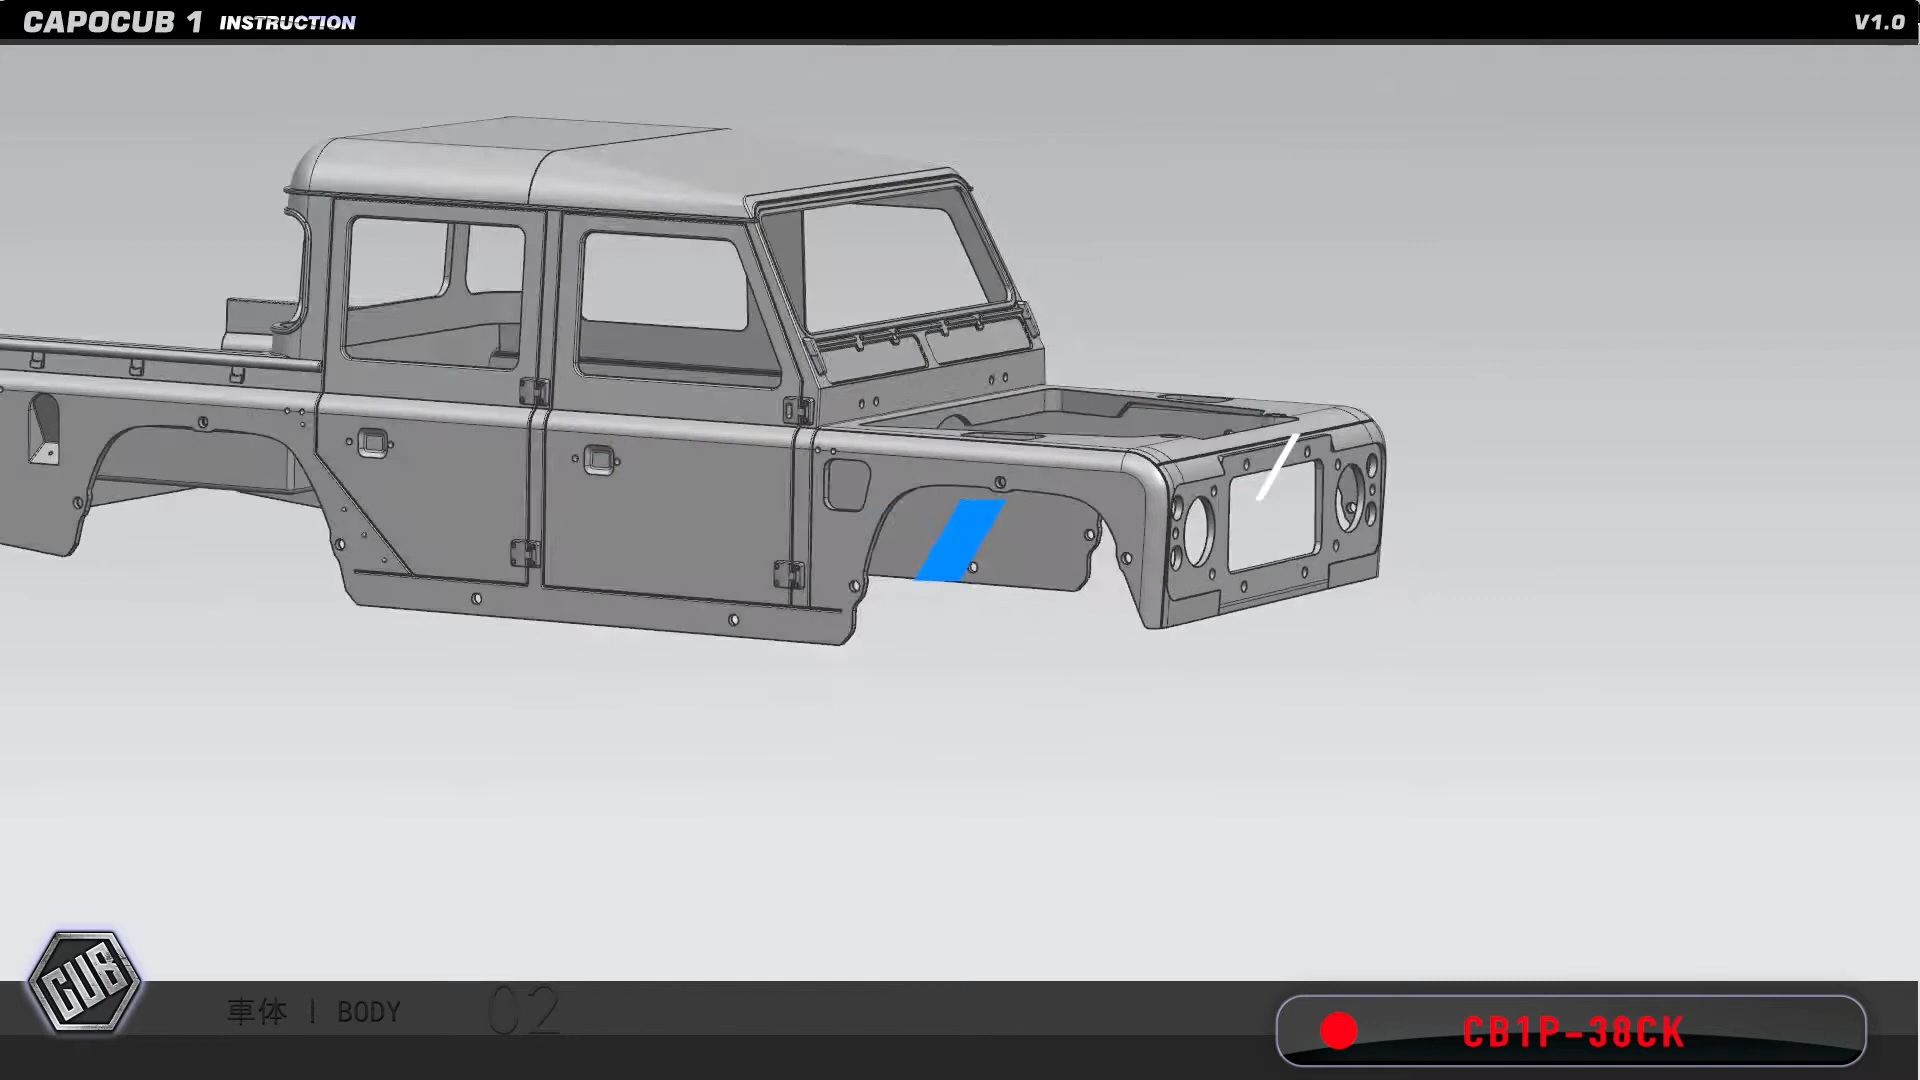 CAPOCUB 1 INSTRUCTION
V1.0
CUB
車体 | BODY 02
CB1P-38CK